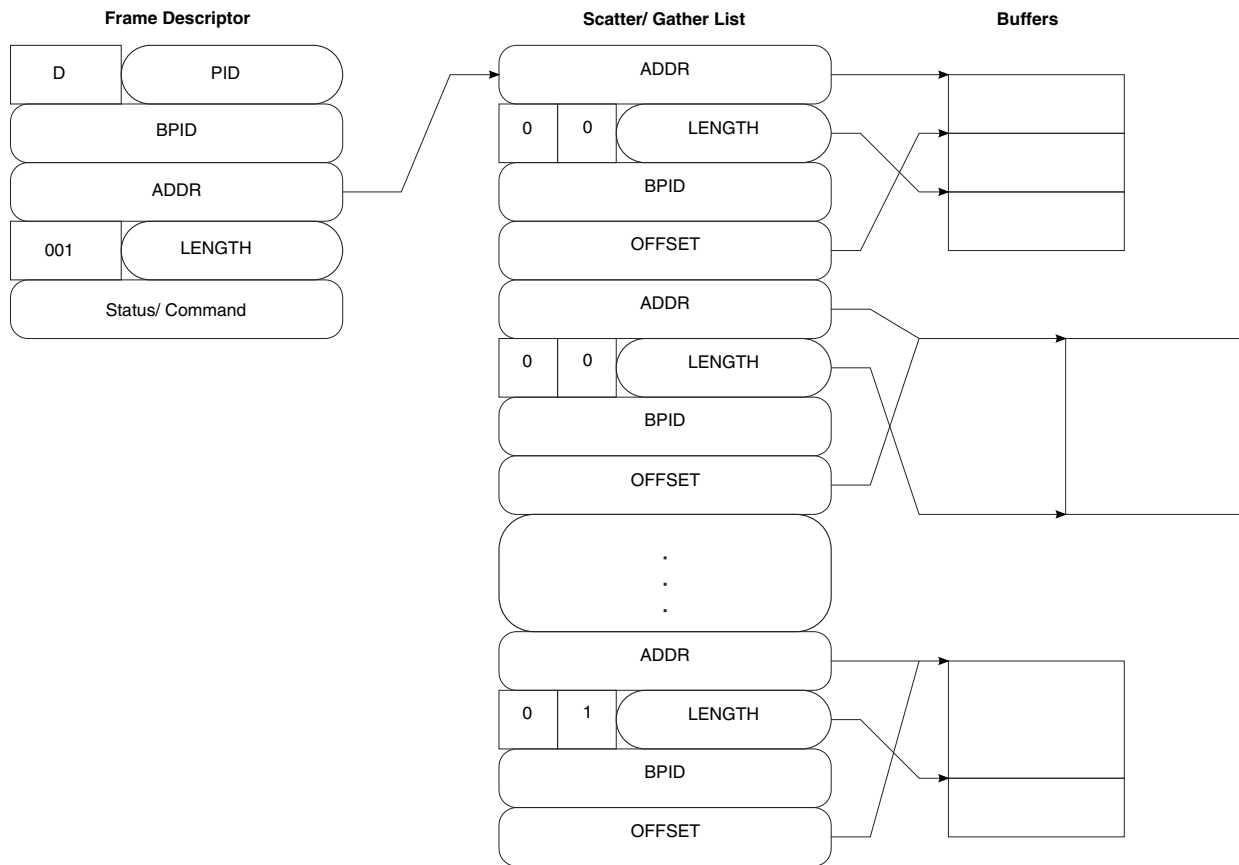 Frame Descriptor
Scatter/ Gather List
Buffers
D
PID
BPID
ADDR
001
LENGTH
Status/ Command
ADDR
0
0
LENGTH
BPID
OFFSET
ADDR
0
0
LENGTH
BPID
OFFSET
.
.
.
ADDR
0
1
LENGTH
BPID
OFFSET